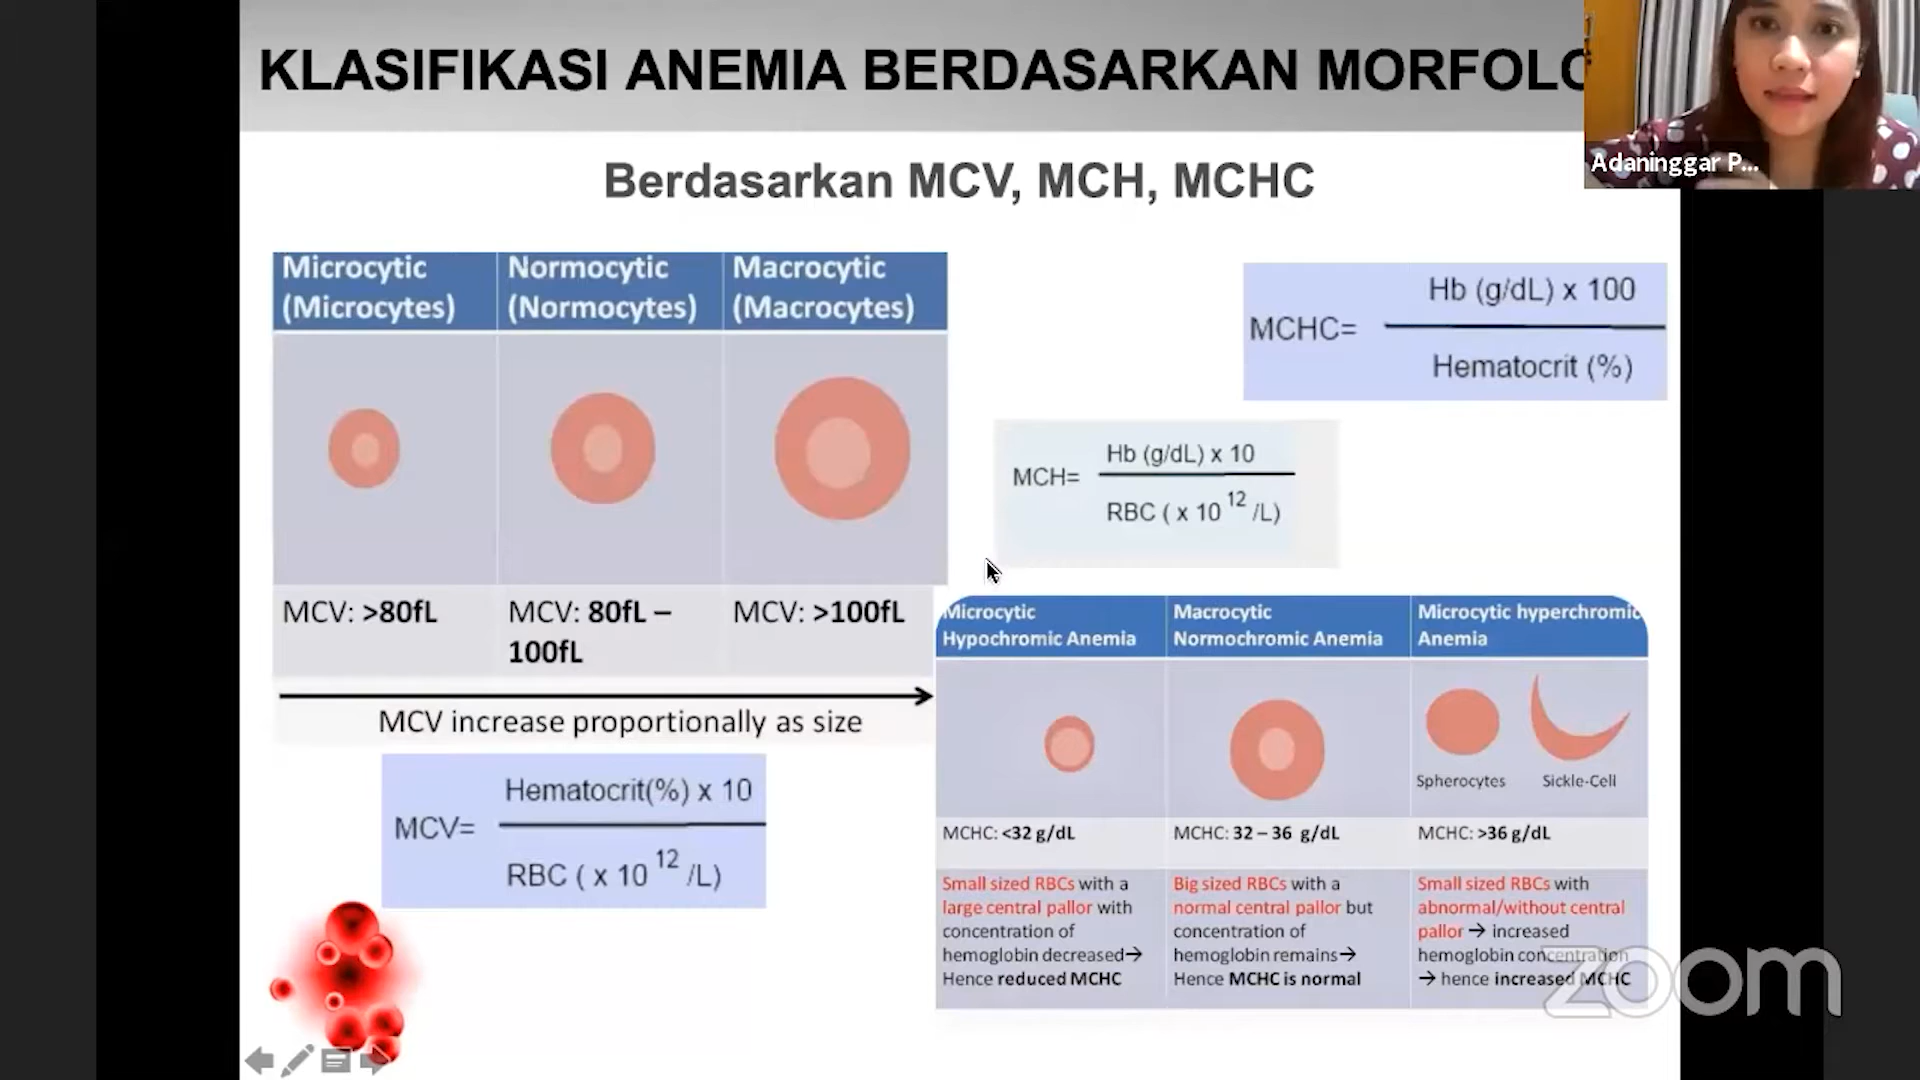 KLASIFIKASI ANEMIA BERDASARKAN MORFOLO
Adaninggar P...
Berdasarkan MCV, MCH, MCHC
Microcytic
(Microcytes)
Normocytic
(Normocytes)
Macrocytic
(Macrocytes)
MCV: >80fL
MCV: 80fL –
100fL
MCV: >100fL
MCV increase proportionally as size
MCV=
Hematocrit(%) x 10
RBC ( x 10 12 /L)
MCHC=
Hb (g/dL) x 100
Hematocrit (%)
MCH=
Hb (g/dL) x 10
RBC ( x 10 12 /L)
Microcytic
Hypochromic Anemia
Macrocytic
Normochromic Anemia
Microcytic hyperchromic
Anemia
Spherocytes
Sickle-Cell
MCHC: <32 g/dL
MCHC: 32 – 36 g/dL
MCHC: >36 g/dL
Small sized RBCs with a
large central pallor with
concentration of
hemoglobin decreased→
Hence reduced MCHC
Big sized RBCs with a
normal central pallor but
concentration of
hemoglobin remains→
Hence MCHC is normal
Small sized RBCs with
abnormal/without central
pallor → increased
hemoglobin concentration
→ hence increased MCHC
zoom